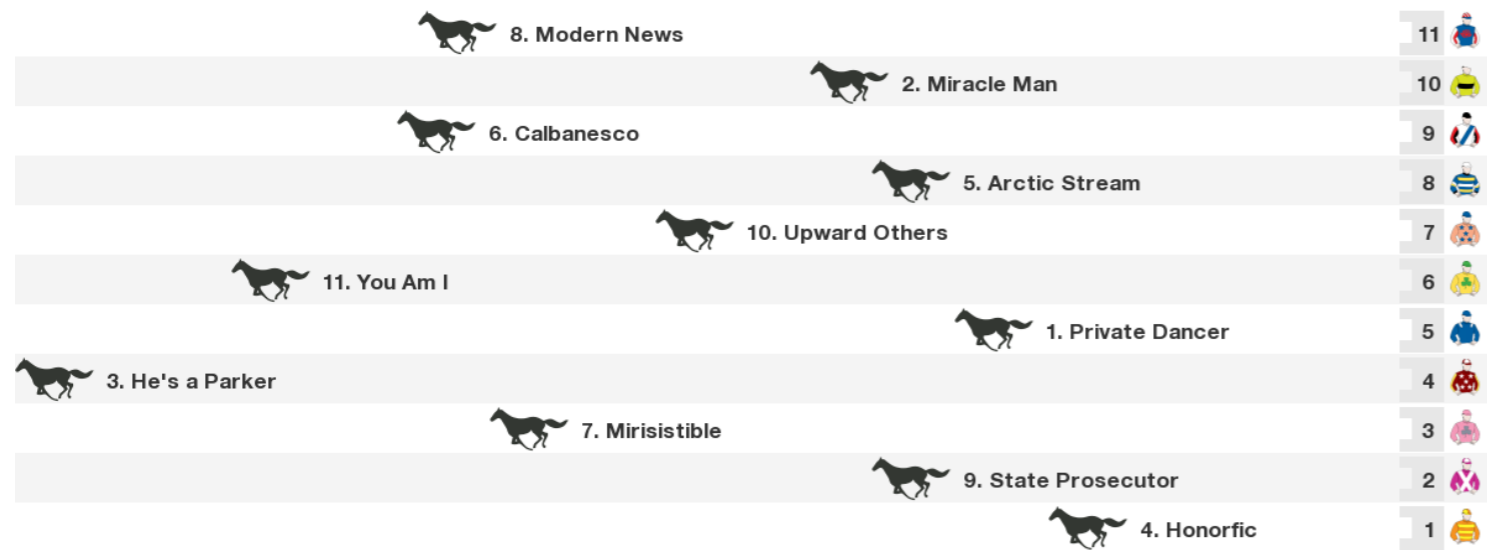 8. Modern News 11
2. Miracle Man 10
6. Calbanesco 9
5. Arctic Stream 8
10. Upward Others 7
11. You Am I 6
1. Private Dancer 5
3. He's a Parker 4
7. Mirisistible 3
9. State Prosecutor 2
4. Honorfic 1